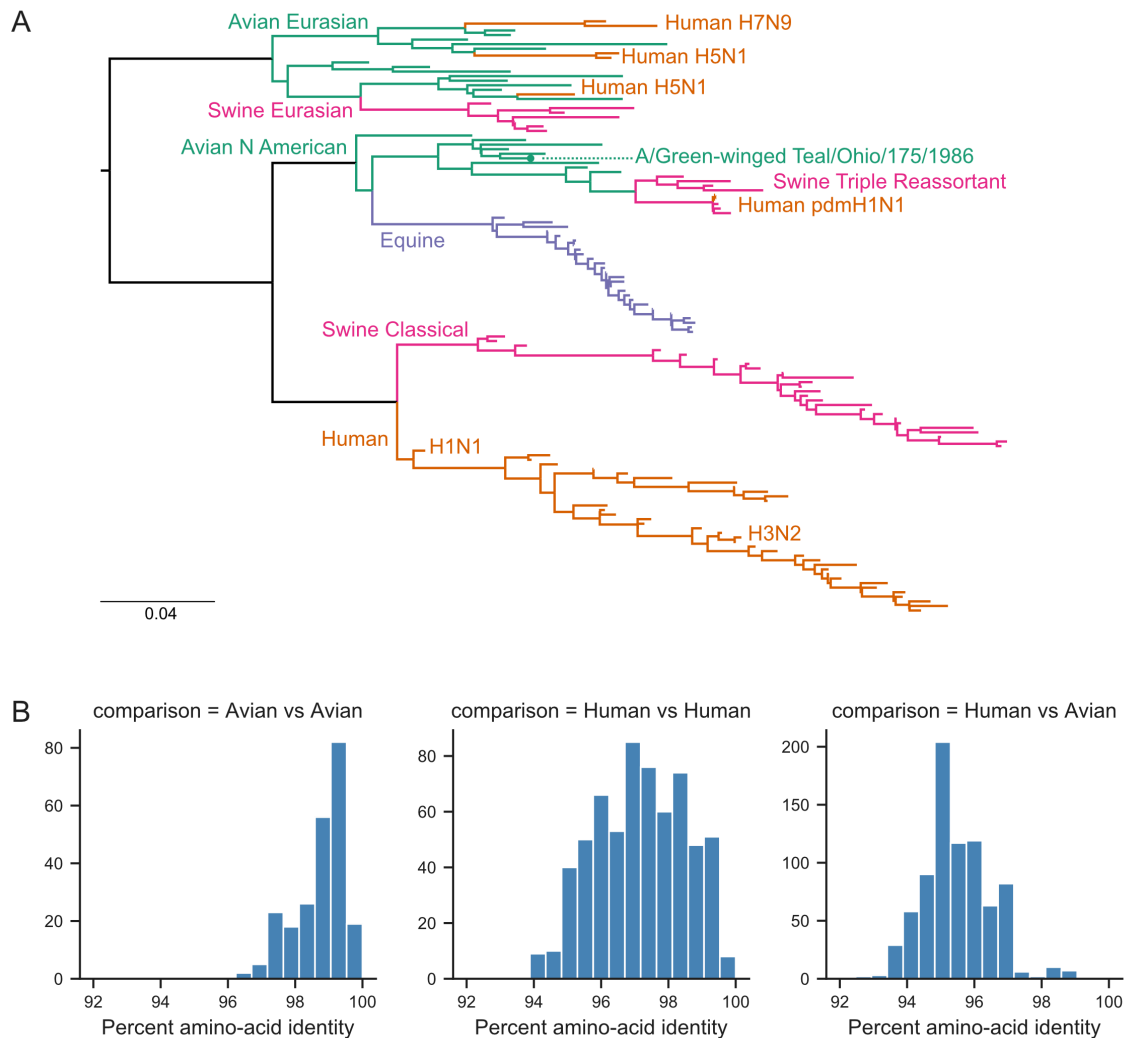 A
Avian Eurasian
Human H7N9
Human H5N1
Human H5N1
Swine Eurasian
Avian N American
A/Green-winged Teal/Ohio/175/1986
Swine Triple Reassortant
Human pdmH1N1
Equine
Swine Classical
Human
H1N1
H3N2
0.04
B
comparison = Avian vs Avian
comparison = Human vs Human
comparison = Human vs Avian
80
60
40
20
0
92 94 96 98 100
Percent amino-acid identity
80
60
40
20
0
92 94 96 98 100
Percent amino-acid identity
200
150
100
50
0
92 94 96 98 100
Percent amino-acid identity